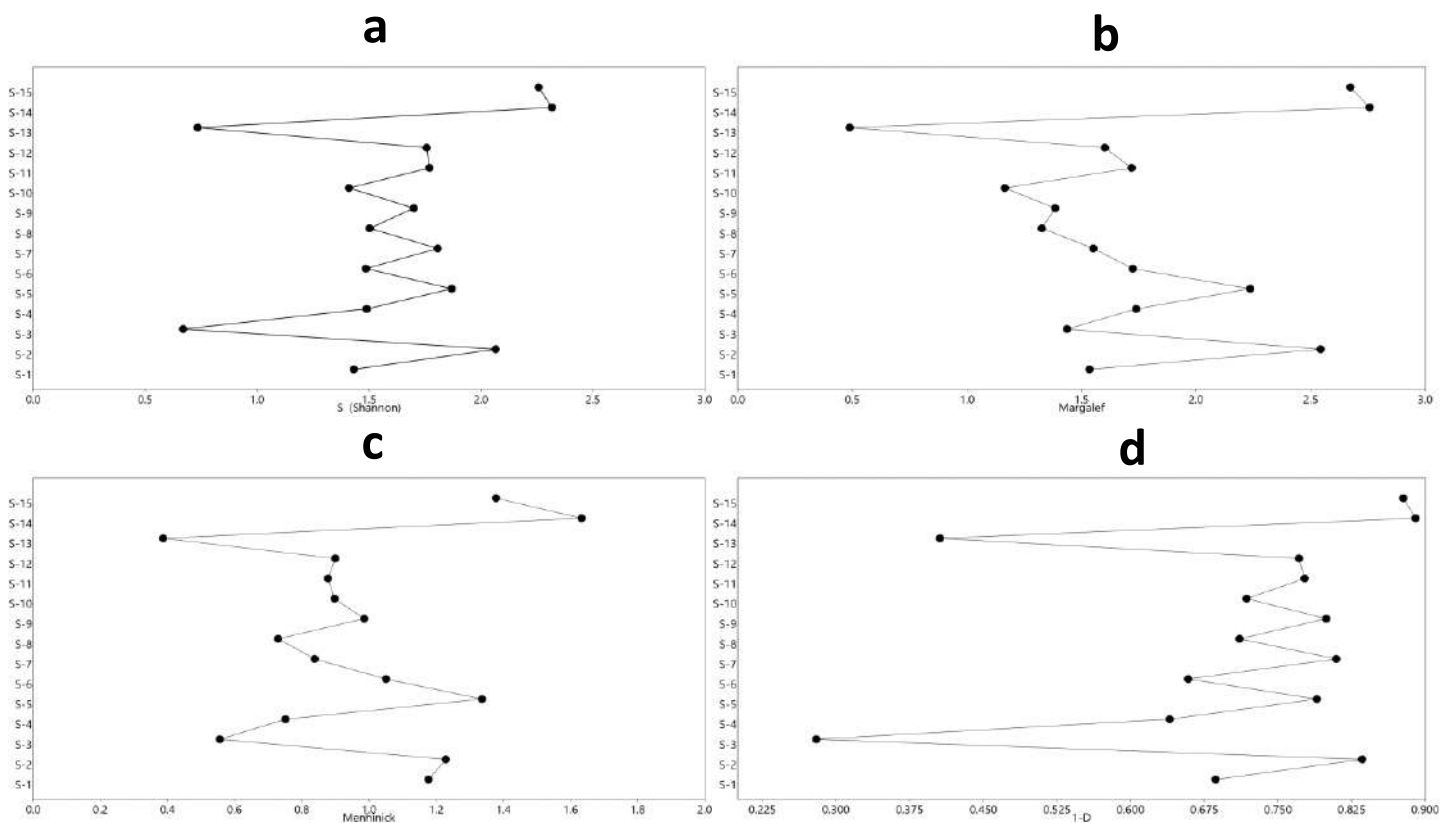 a
S-15
S-14
S-13
S-12
S-11
S-10
S-9
S-8
S-7
S-6
S-5
S-4
S-3
S-2
S-1
0.0 0.5 1.0 1.5 2.0 2.5 3.0
S (Shannon)
b
S-15
S-14
S-13
S-12
S-11
S-10
S-9
S-8
S-7
S-6
S-5
S-4
S-3
S-2
S-1
0.0 0.5 1.0 1.5 2.0 2.5 3.0
Margalef
c
S-15
S-14
S-13
S-12
S-11
S-10
S-9
S-8
S-7
S-6
S-5
S-4
S-3
S-2
S-1
0.0 0.2 0.4 0.6 0.8 1.0 1.2 1.4 1.6 1.8 2.0
Menhinick
d
S-15
S-14
S-13
S-12
S-11
S-10
S-9
S-8
S-7
S-6
S-5
S-4
S-3
S-2
S-1
0.225 0.300 0.375 0.450 0.525 0.600 0.675 0.750 0.825 0.900
1-D